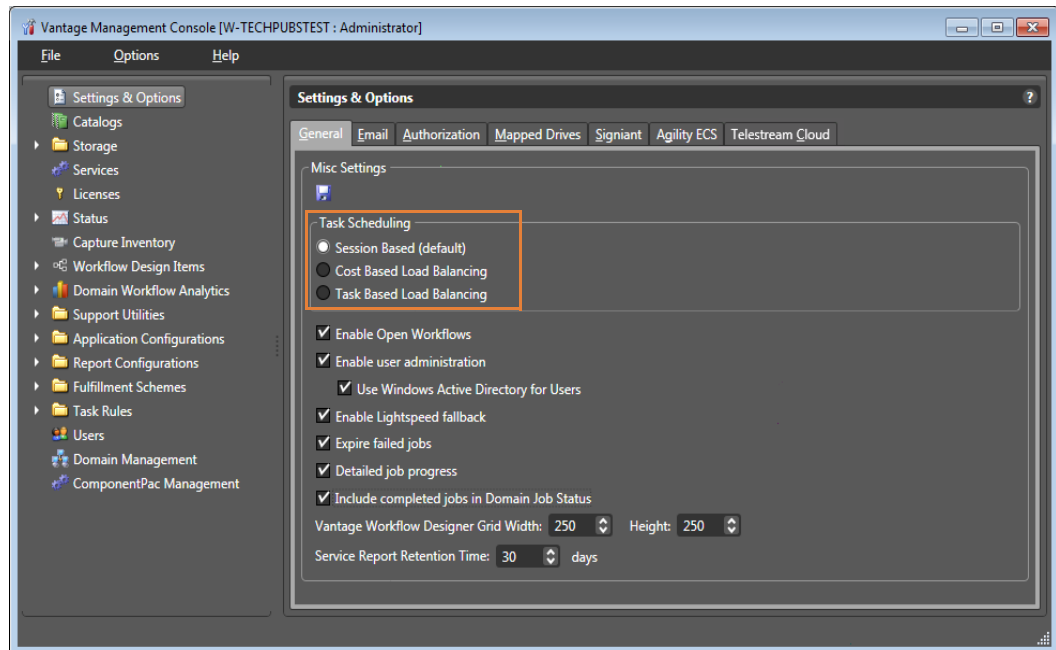 Vantage Management Console [W-TECHPUBSTEST : Administrator]
File Options Help
Settings & Options
Catalogs
Storage
Services
Licenses
Status
Capture Inventory
Workflow Design Items
Domain Workflow Analytics
Support Utilities
Application Configurations
Report Configurations
Fulfillment Schemes
Task Rules
Users
Domain Management
ComponentPac Management
Settings & Options ?
General Email Authorization Mapped Drives Signiant Agility ECS Telestream Cloud
Misc Settings
Task Scheduling
Session Based (default)
Cost Based Load Balancing
Task Based Load Balancing
Enable Open Workflows
Enable user administration
Use Windows Active Directory for Users
Enable Lightspeed fallback
Expire failed jobs
Detailed job progress
Include completed jobs in Domain Job Status
Vantage Workflow Designer Grid Width: 250 Height: 250
Service Report Retention Time: 30 days